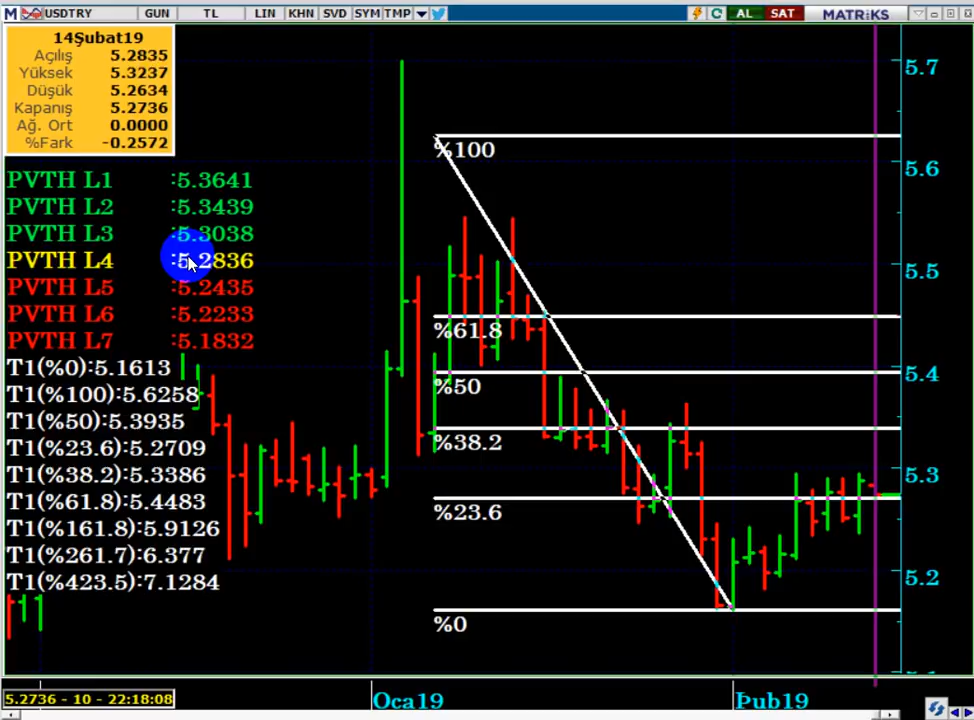 M USDTRY GUN TL LIN KHN SVD SYM TMP AL SAT MATRiKS
14Şubat19
Açılış 5.2835
Yüksek 5.3237
Düşük 5.2634
Kapanış 5.2736
Ağ. Ort 0.0000
%Fark -0.2572
PVTH L1 :5.3641
PVTH L2 :5.3439
PVTH L3 :5.3038
PVTH L4 :5.2836
PVTH L5 :5.2435
PVTH L6 :5.2233
PVTH L7 :5.1832
T1(%0):5.1613
T1(%100):5.6258
T1(%50):5.3935
T1(%23.6):5.2709
T1(%38.2):5.3386
T1(%61.8):5.4483
T1(%161.8):5.9126
T1(%261.7):6.377
T1(%423.5):7.1284
%100
%61.8
%50
%38.2
%23.6
%0
5.7
5.6
5.5
5.4
5.3
5.2
5.2736 - 10 - 22:18:08
Oca19
Þub19